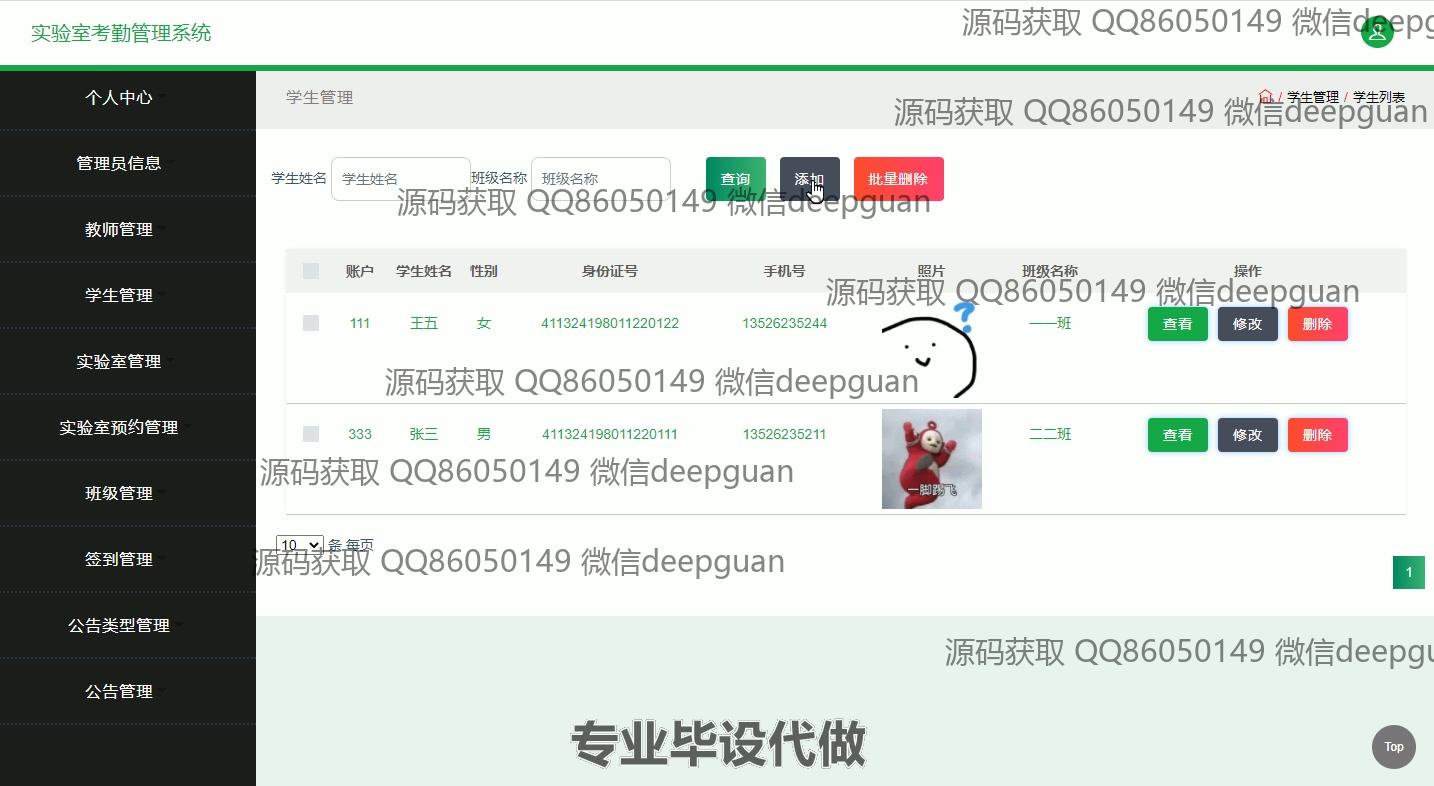 实验室考勤管理系统
源码获取 QQ86050149 微信deepg
个人中心
学生管理
/ 学生管理 / 学生列表
源码获取 QQ86050149 微信deepguan
管理员信息
学生姓名 学生姓名 班级名称 班级名称 查询 添加 批量删除
源码获取 QQ86050149 微信deepguan
教师管理
账户 学生姓名 性别 身份证号 手机号 照片 班级名称 操作
源码获取 QQ86050149 微信deepguan
学生管理
111 王五 女 411324198011220122 13526235244 一一班 查看 修改 删除
实验室管理
源码获取 QQ86050149 微信deepguan
实验室预约管理
333 张三 男 411324198011220111 13526235211 二二班 查看 修改 删除
源码获取 QQ86050149 微信deepguan
一脚踢飞
班级管理
10 条 每页
签到管理
源码获取 QQ86050149 微信deepguan
1
公告类型管理
源码获取 QQ86050149 微信deepgu
公告管理
专业毕设代做
Top